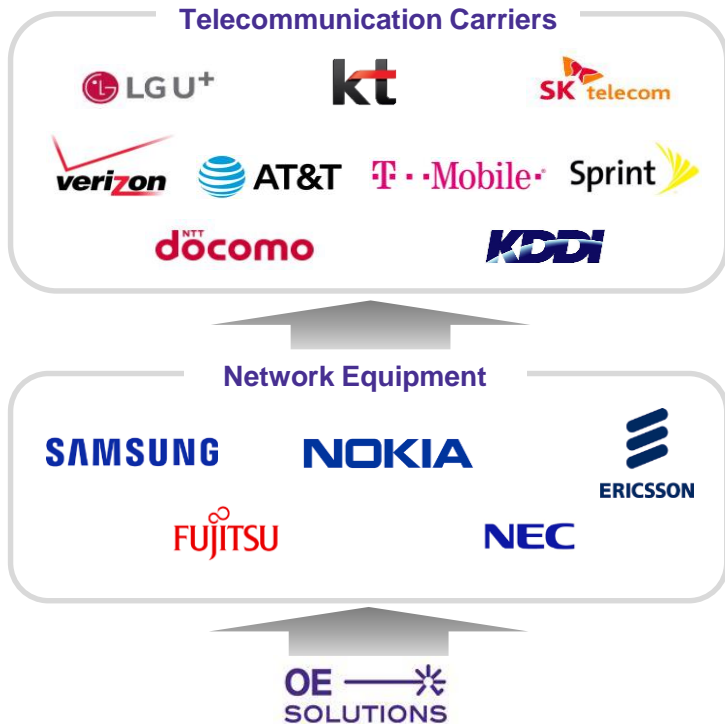 Telecommunication Carriers
LG U+
kt
SK telecom
verizon
AT&T
T··Mobile·
Sprint
NTT
döcomo
KDDI
Network Equipment
SAMSUNG
NOKIA
ERICSSON
FUJITSU
NEC
OE
SOLUTIONS